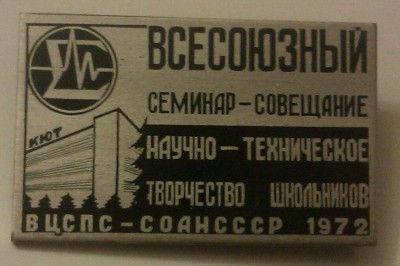 ВСЕСОЮЗНЫЙ
СЕМИНАР-СОВЕЩАНИЕ
КЮТ
НАУЧНО-ТЕХНИЧЕСКОЕ
ТВОРЧЕСТВО ШКОЛЬНИКОВ
ВЦСПС-СОАНСССР 1972